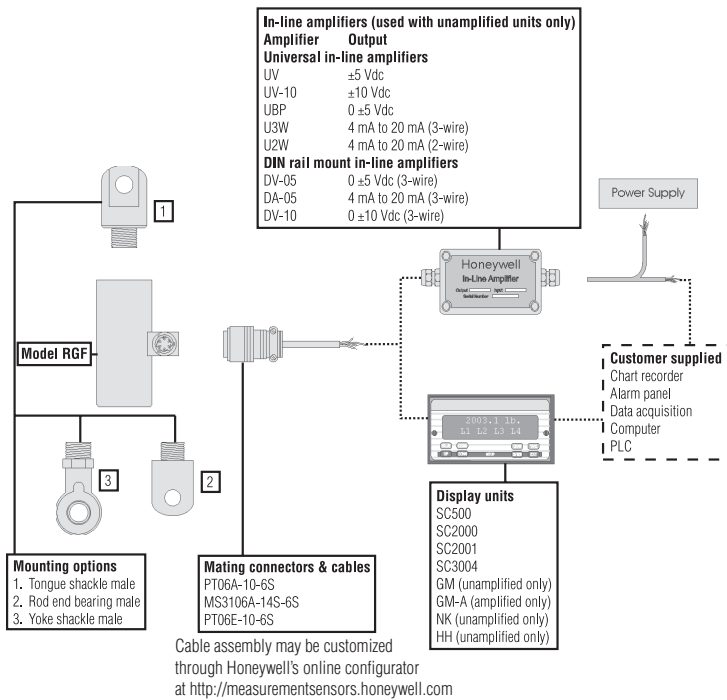 In-line amplifiers (used with unamplified units only)
Amplifier Output
Universal in-line amplifiers
UV ±5 Vdc
UV-10 ±10 Vdc
UBP 0 ±5 Vdc
U3W 4 mA to 20 mA (3-wire)
U2W 4 mA to 20 mA (2-wire)
DIN rail mount in-line amplifiers
DV-05 0 ±5 Vdc (3-wire)
DA-05 4 mA to 20 mA (3-wire)
DV-10 0 ±10 Vdc (3-wire)
Power Supply
1
Honeywell
In-Line Amplifier
Output Input
Serial Number
Model RGF
Customer supplied
Chart recorder
Alarm panel
Data acquisition
Computer
PLC
2003.1 lb.
L1 L2 L3 L4
3
2
Display units
SC500
SC2000
SC2001
SC3004
GM (unamplified only)
GM-A (amplified only)
NK (unamplified only)
HH (unamplified only)
Mounting options
1. Tongue shackle male
2. Rod end bearing male
3. Yoke shackle male
Mating connectors & cables
PT06A-10-6S
MS3106A-14S-6S
PT06E-10-6S
Cable assembly may be customized
through Honeywell's online configurator
at http://measurementsensors.honeywell.com